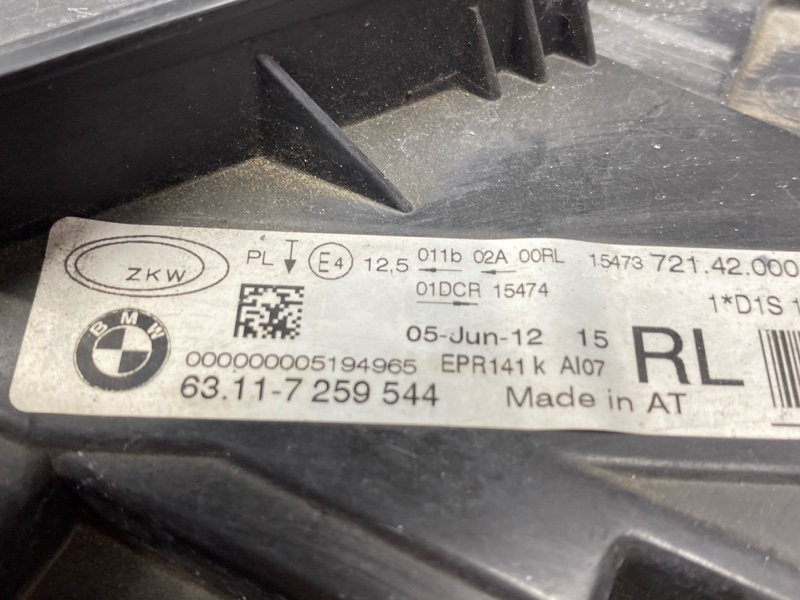 ZKW PL E4 12,5 011b 02A 00RL 15473 721.42.000
01DCR 15474 1*D1S
BMW 05-Jun-12 15 RL
000000005194965 EPR141 k AI07
63.11-7 259 544 Made in AT